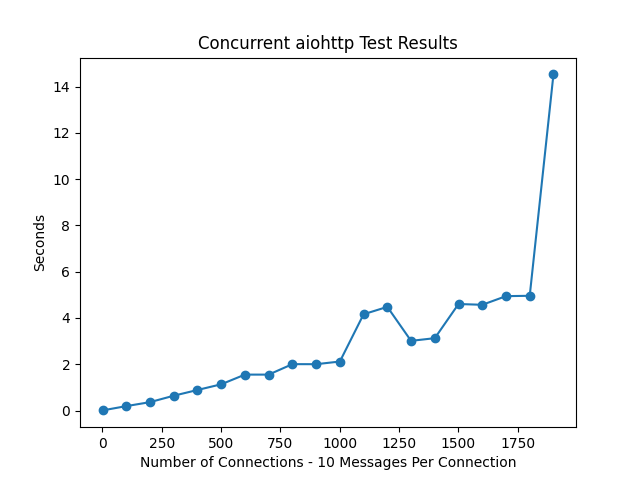 Concurrent aiohttp Test Results
14
12
10
8
6
4
2
0
Seconds
0 250 500 750 1000 1250 1500 1750
Number of Connections - 10 Messages Per Connection